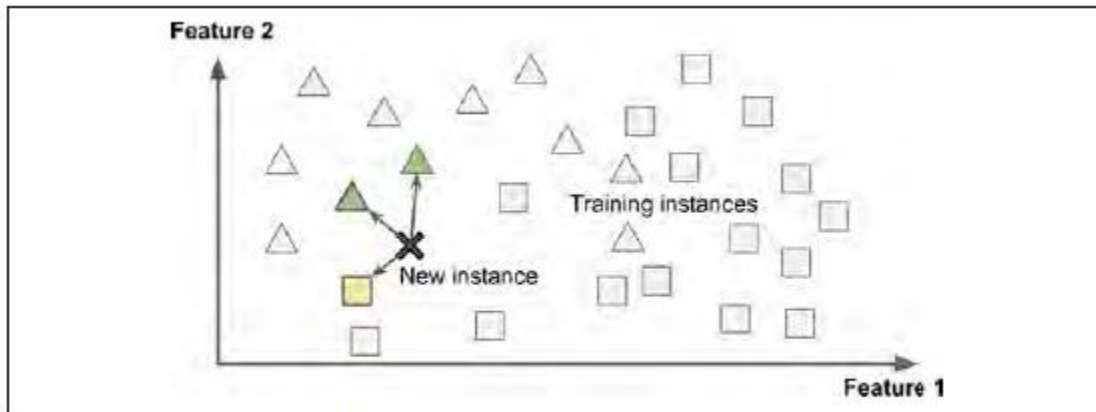 Feature 2
Training instances
New instance
Feature 1